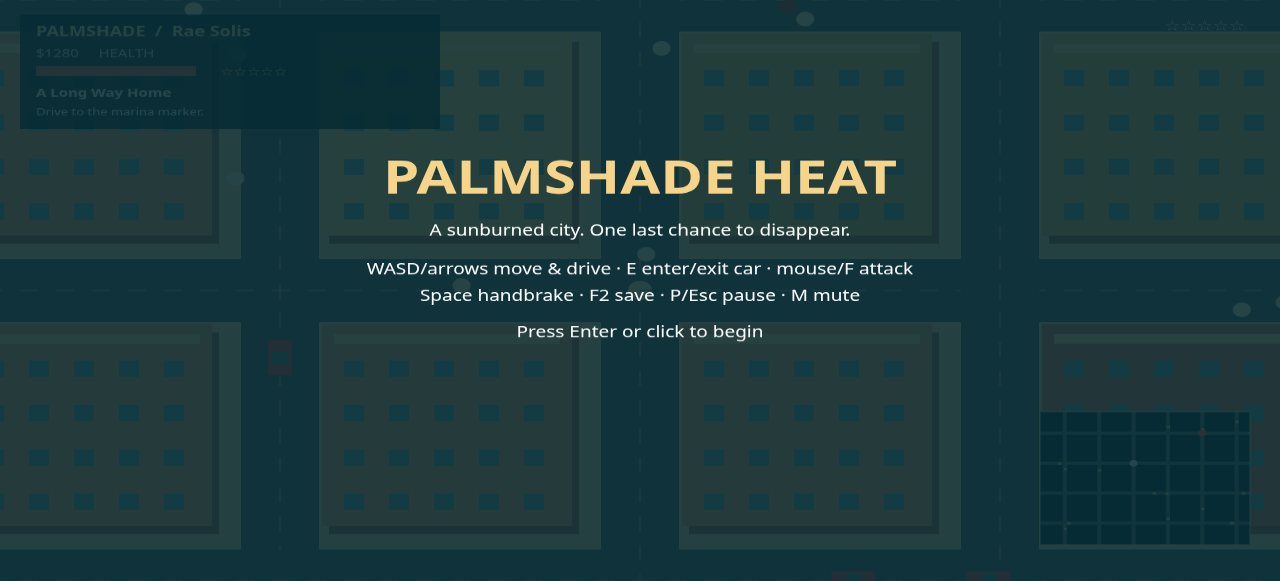 PALMSHADE / Rae Solis
☆☆☆☆☆
$1280 HEALTH
☆☆☆☆☆
A Long Way Home
Drive to the marina marker.
PALMSHADE HEAT
A sunburned city. One last chance to disappear.
WASD/arrows move & drive · E enter/exit car · mouse/F attack
Space handbrake · F2 save · P/Esc pause · M mute
Press Enter or click to begin